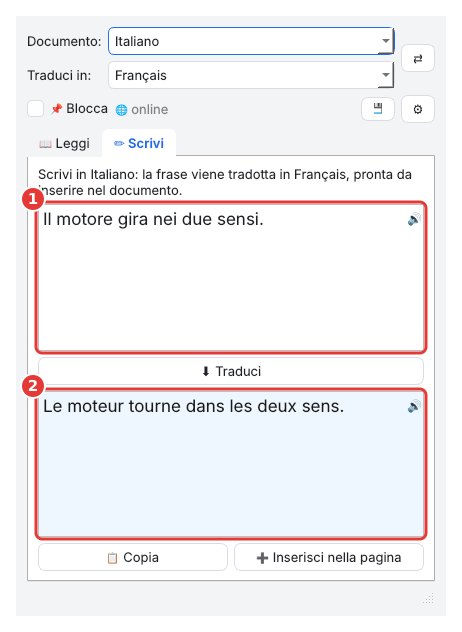 Documento: Italiano
Traduci in: Français
📌 Blocca 🌐 online
📖 Leggi ✏ Scrivi
Scrivi in Italiano: la frase viene tradotta in Français, pronta da
inserire nel documento.
1
Il motore gira nei due sensi.
⬇ Traduci
2
Le moteur tourne dans les deux sens.
📋 Copia ➕ Inserisci nella pagina